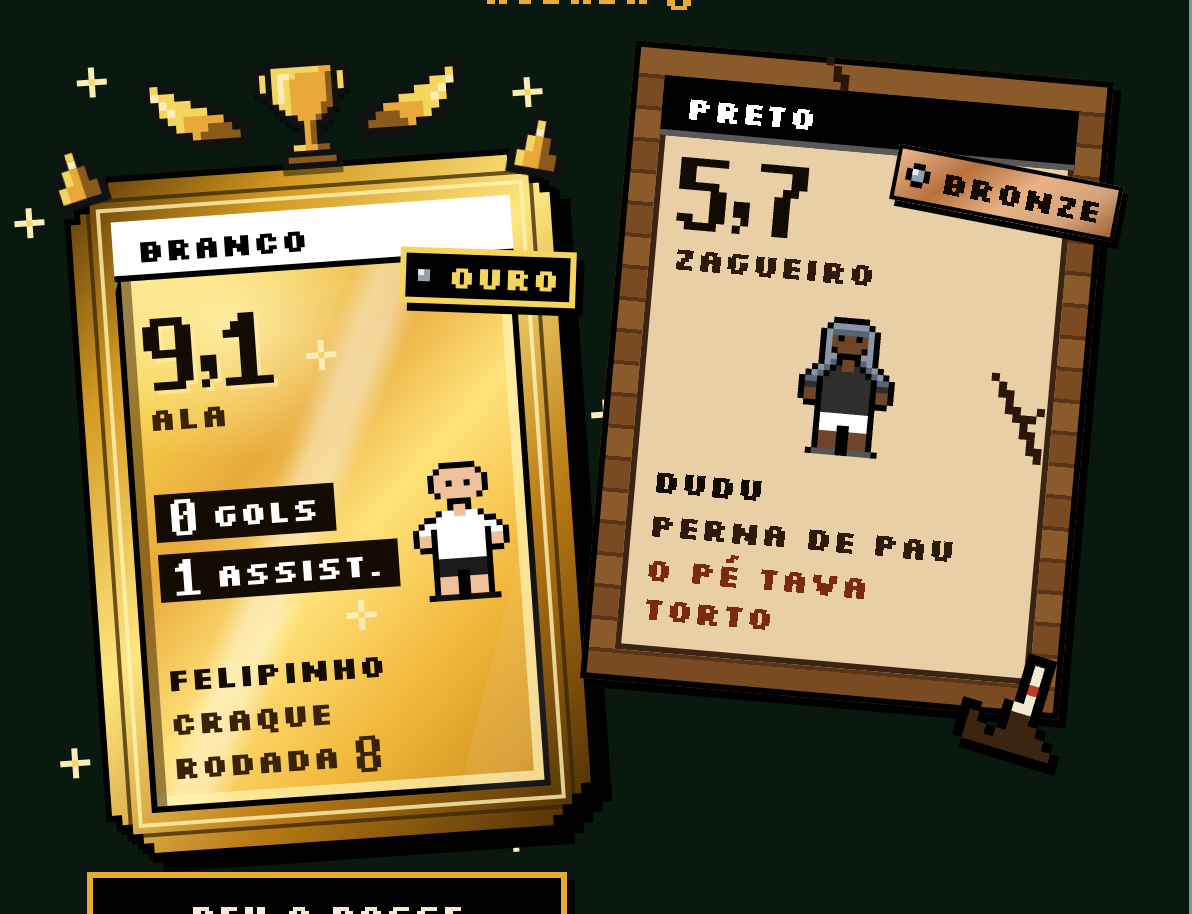 BRANCO
OURO
9,1
ALA
0 GOLS
1 ASSIST.
FELIPINHO
CRAQUE
RODADA 8
PRETO
BRONZE
5,7
ZAGUEIRO
DUDU
PERNA DE PAU
O PÉ TAVA
TORTO